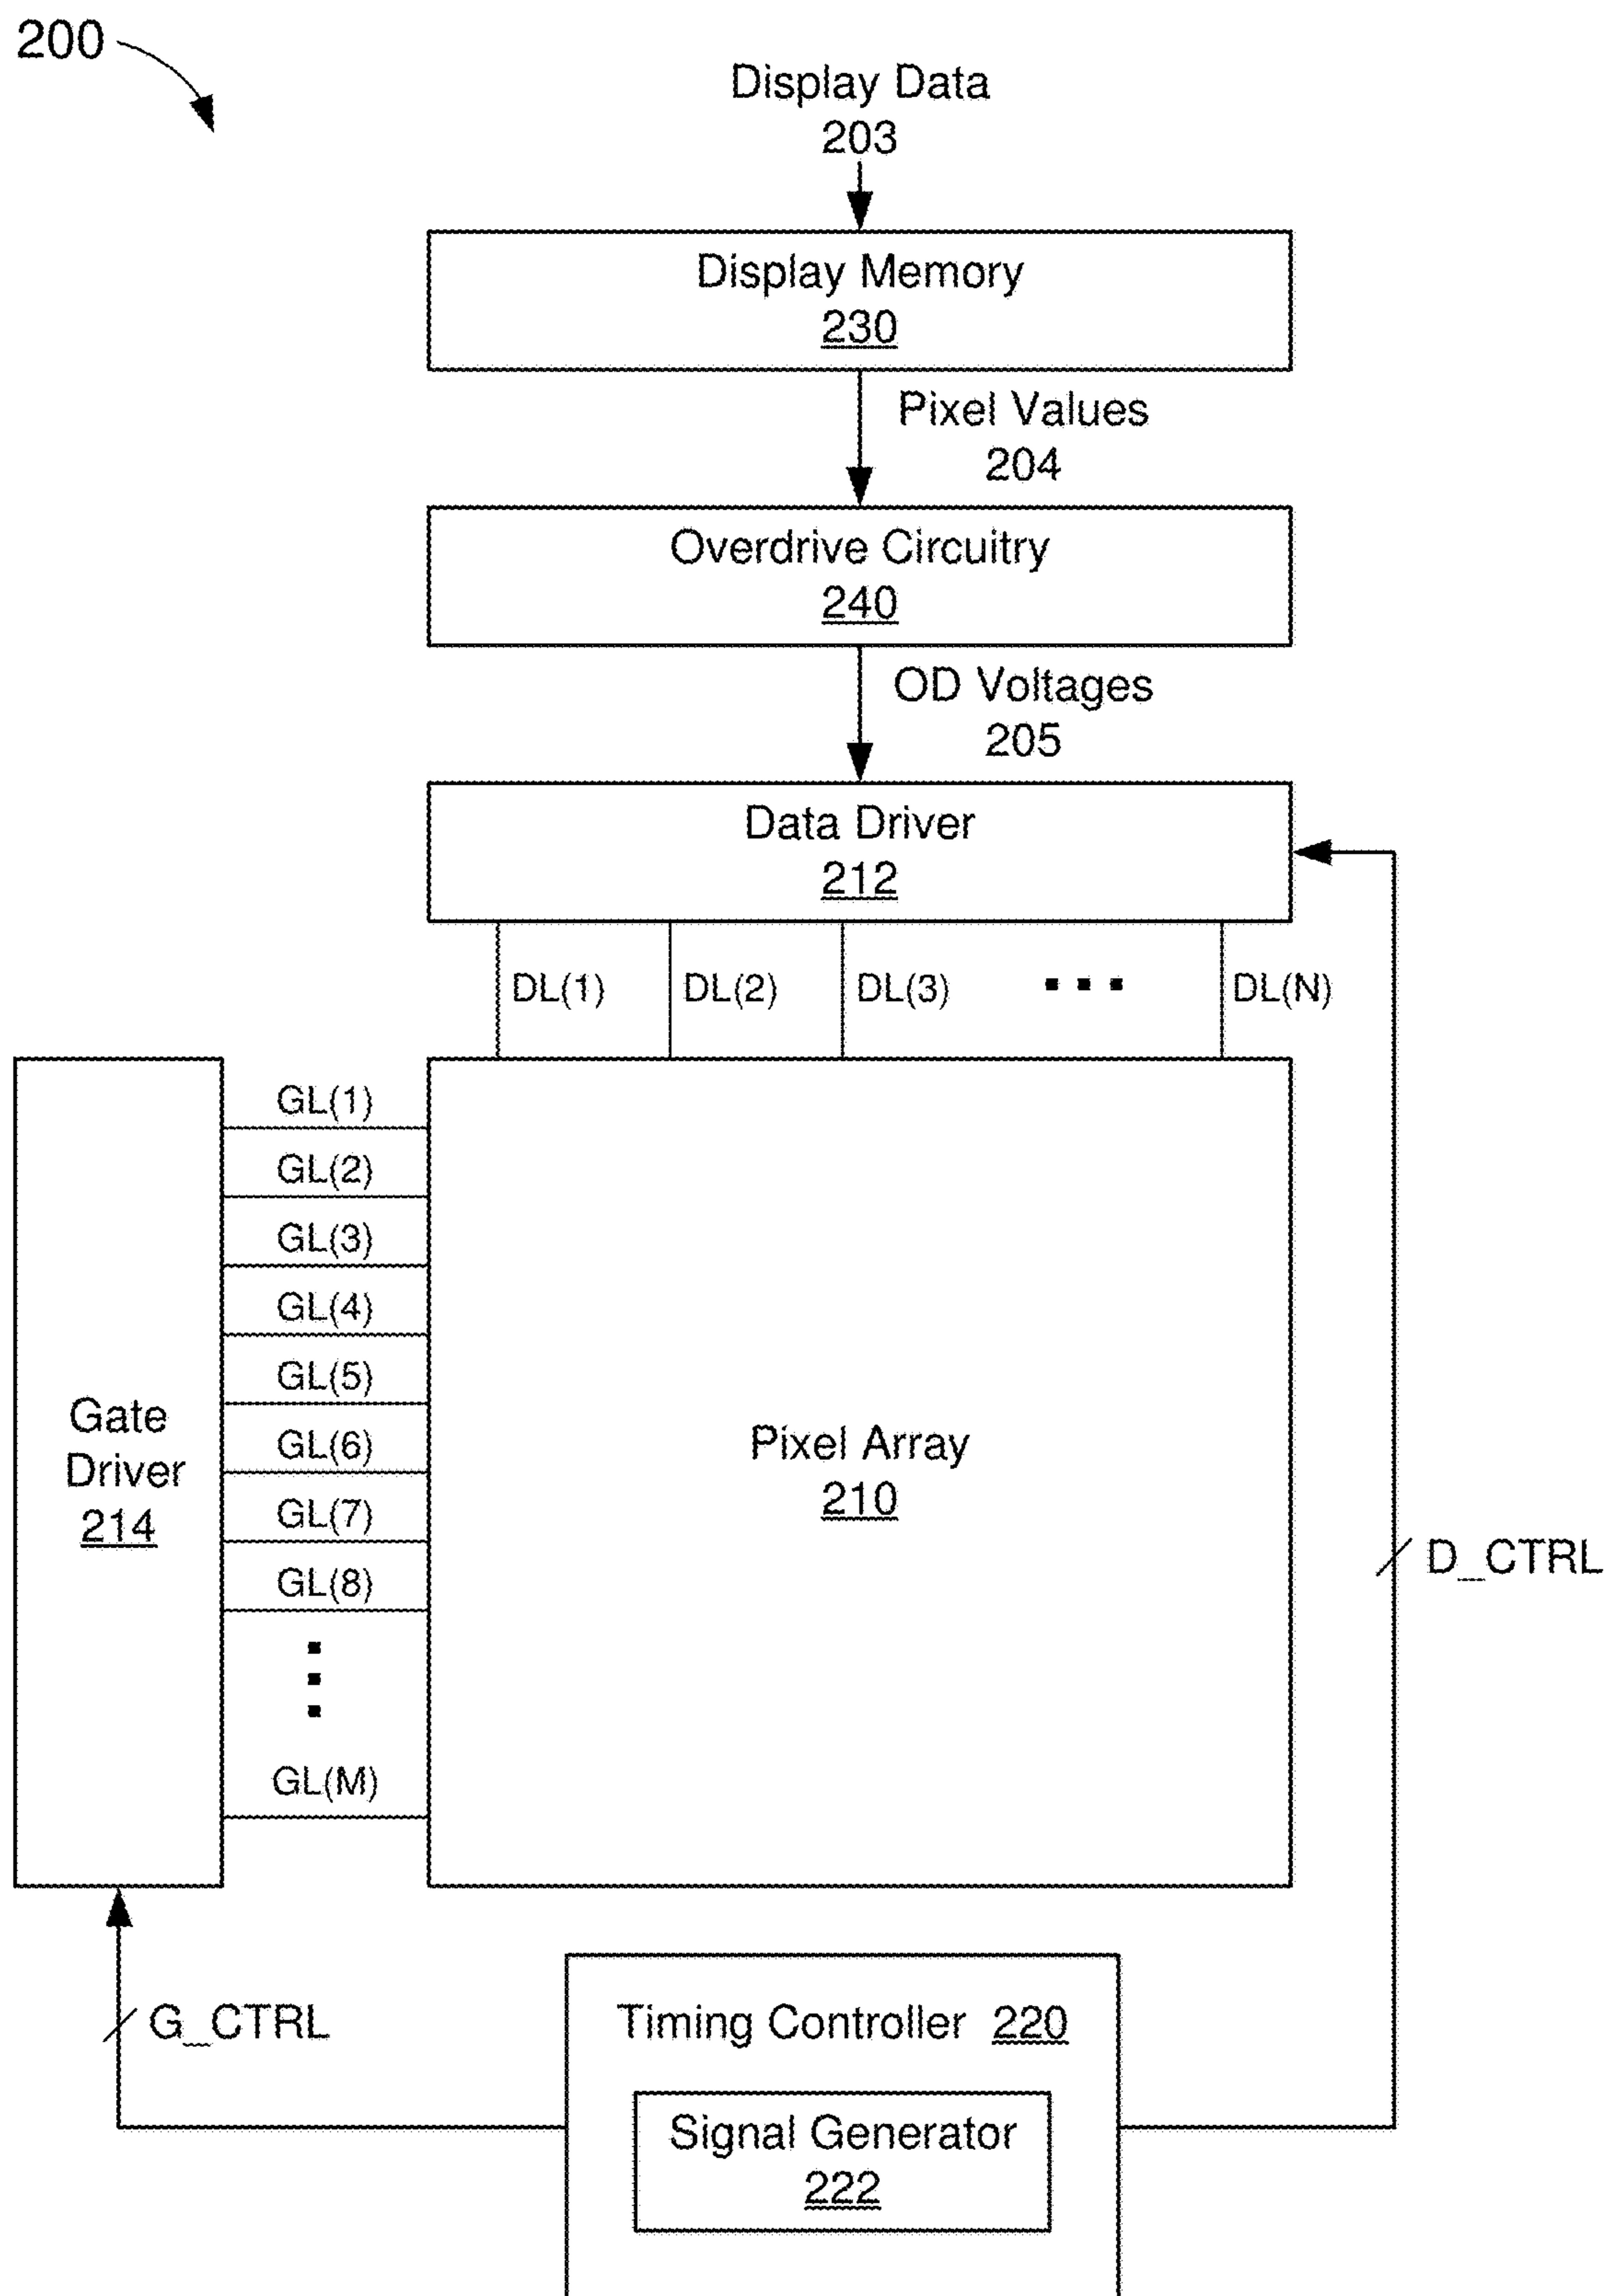 200
Display Data
203
Display Memory
230
Pixel Values
204
Overdrive Circuitry
240
OD Voltages
205
Data Driver
212
DL(1) DL(2) DL(3) ... DL(N)
GL(1)
GL(2)
GL(3)
GL(4)
GL(5)
GL(6)
GL(7)
GL(8)
GL(M)
Gate
Driver
214
Pixel Array
210
D_CTRL
G_CTRL
Timing Controller 220
Signal Generator
222